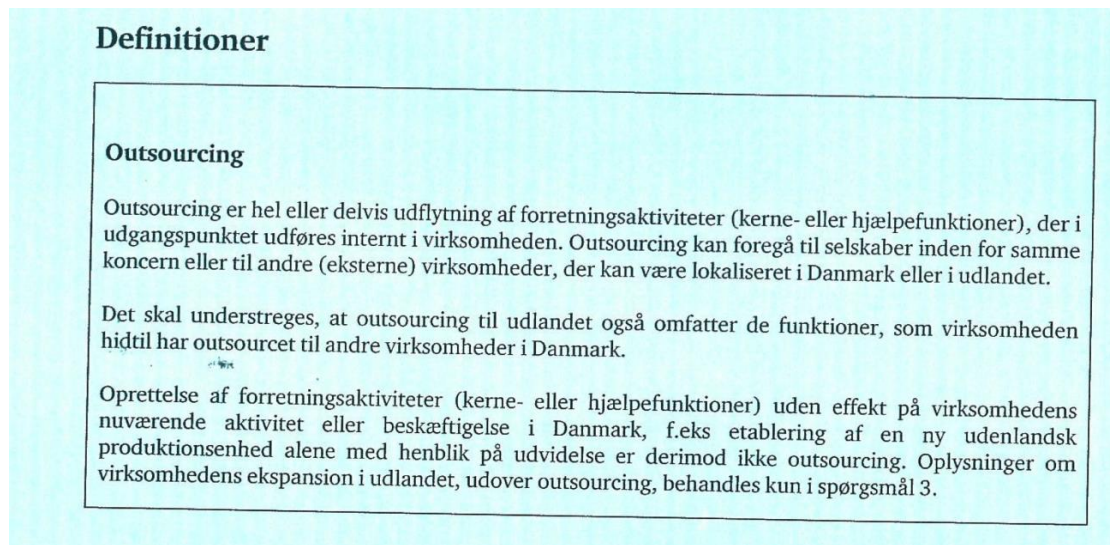 Definitioner
Outsourcing
Outsourcing er hel eller delvis udflytning af forretningsaktiviteter (kerne- eller hjælpefunktioner), der i
udgangspunktet udføres internt i virksomheden. Outsourcing kan foregå til selskaber inden for samme
koncern eller til andre (eksterne) virksomheder, der kan være lokaliseret i Danmark eller i udlandet.
Det skal understreges, at outsourcing til udlandet også omfatter de funktioner, som virksomheden
hidtil har outsourcet til andre virksomheder i Danmark.
Oprettelse af forretningsaktiviteter (kerne- eller hjælpefunktioner) uden effekt på virksomhedens
nuværende aktivitet eller beskæftigelse i Danmark, f.eks etablering af en ny udenlandsk
produktionsenhed alene med henblik på udvidelse er derimod ikke outsourcing. Oplysninger om
virksomhedens ekspansion i udlandet, udover outsourcing, behandles kun i spørgsmål 3.